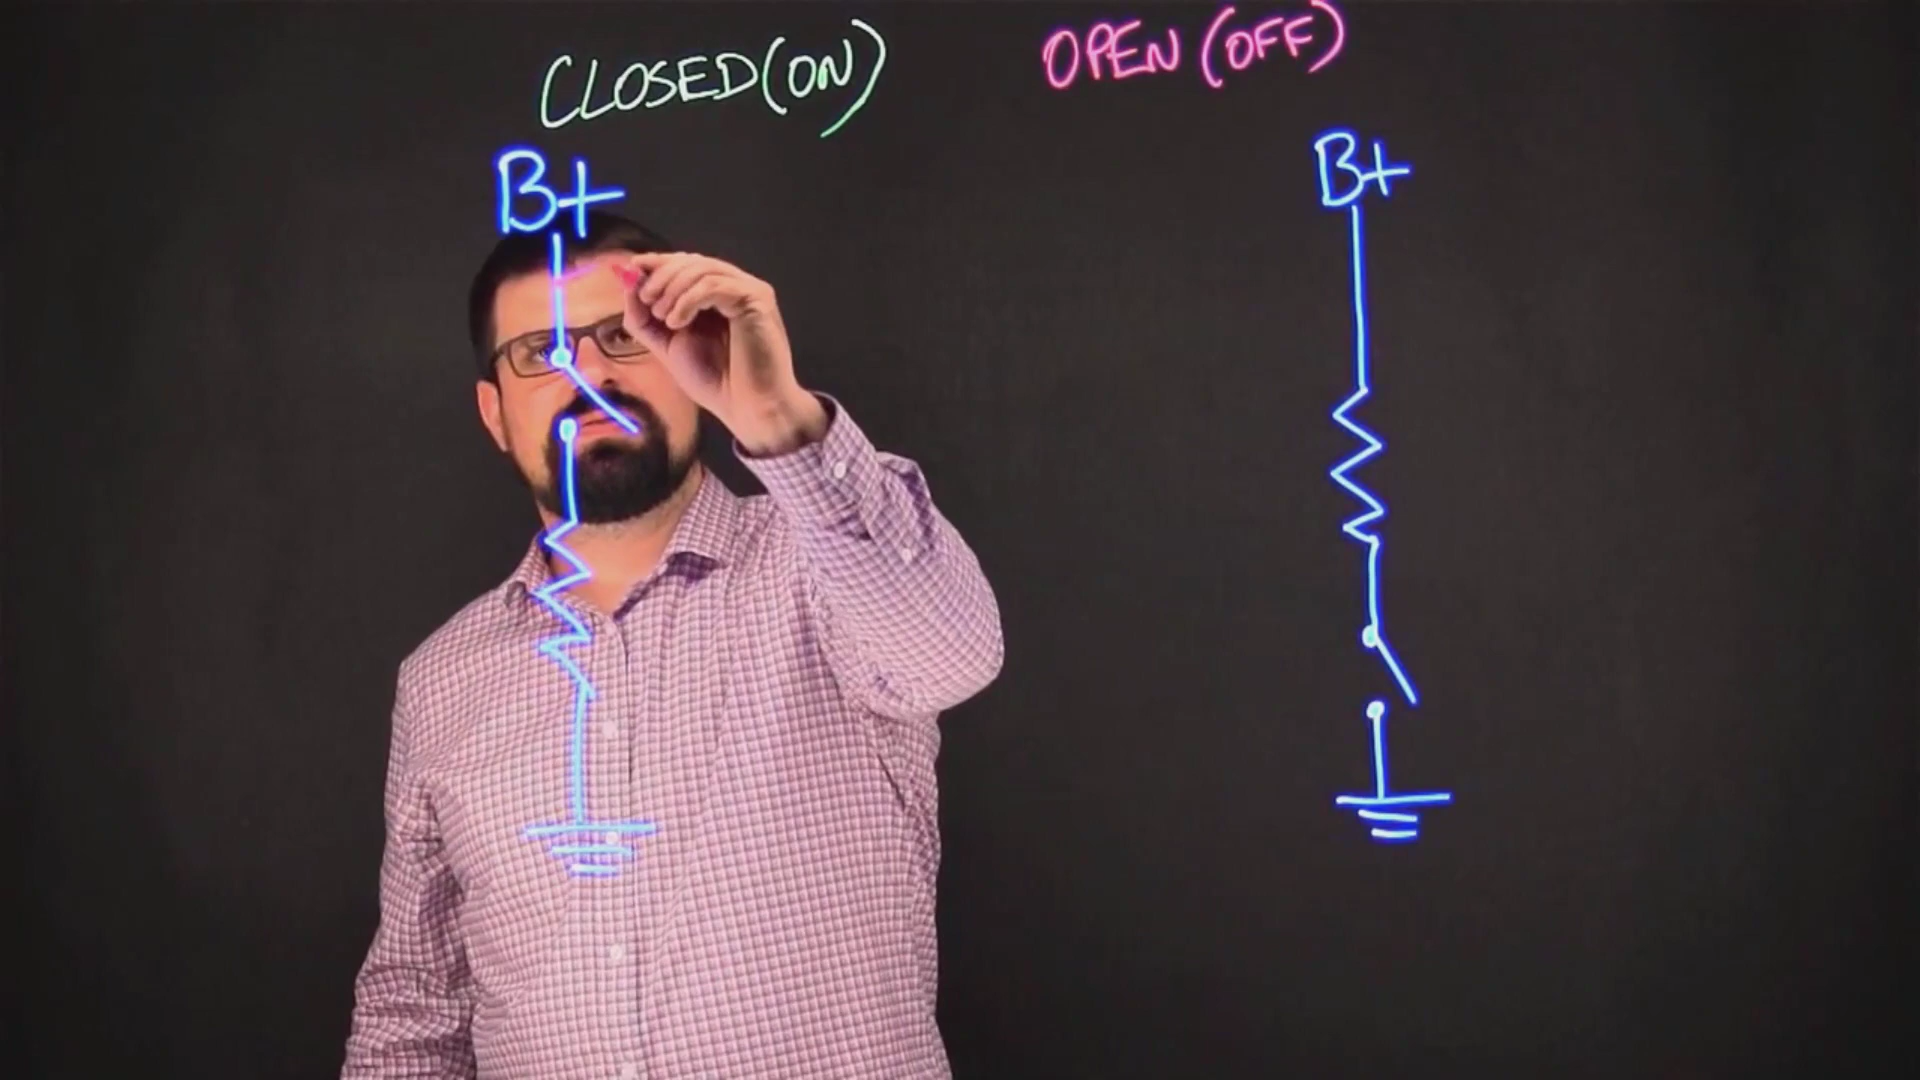 CLOSED(ON)
OPEN (OFF)
B+
B+